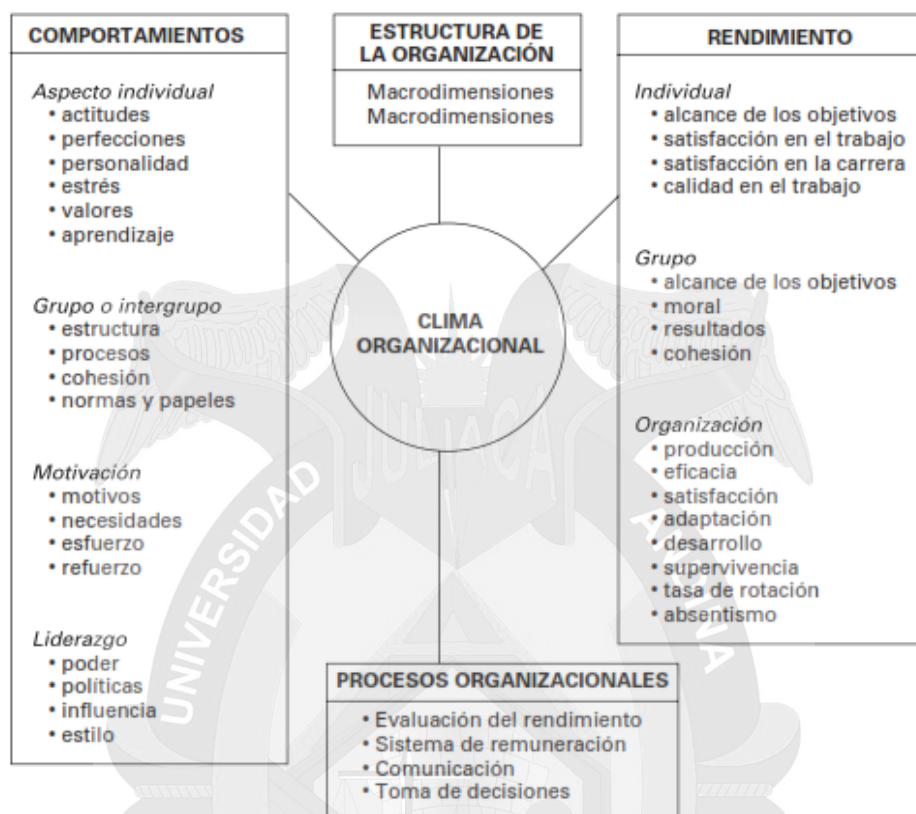 COMPORTAMIENTOS
Aspecto individual
• actitudes
• perfecciones
• personalidad
• estrés
• valores
• aprendizaje
Grupo o intergrupo
• estructura
• procesos
• cohesión
• normas y papeles
Motivación
• motivos
• necesidades
• esfuerzo
• refuerzo
Liderazgo
• poder
• políticas
• influencia
• estilo
ESTRUCTURA DE
LA ORGANIZACIÓN
Macrodimensiones
Macrodimensiones
CLIMA
ORGANIZACIONAL
PROCESOS ORGANIZACIONALES
• Evaluación del rendimiento
• Sistema de remuneración
• Comunicación
• Toma de decisiones
RENDIMIENTO
Individual
• alcance de los objetivos
• satisfacción en el trabajo
• satisfacción en la carrera
• calidad en el trabajo
Grupo
• alcance de los objetivos
• moral
• resultados
• cohesión
Organización
• producción
• eficacia
• satisfacción
• adaptación
• desarrollo
• supervivencia
• tasa de rotación
• absentismo
UNIVERSIDAD
ANDINA
JULIACA